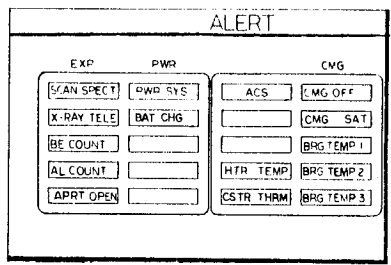 ALERT
EXP PWR CMG
SCAN SPECT PWR SYS ACS CMG OFF
X-RAY TELE BAT CHG CMG SAT
BE COUNT BRG TEMP 1
AL COUNT HTR TEMP BRG TEMP 2
APRT OPEN CSTR THRM BRG TEMP 3